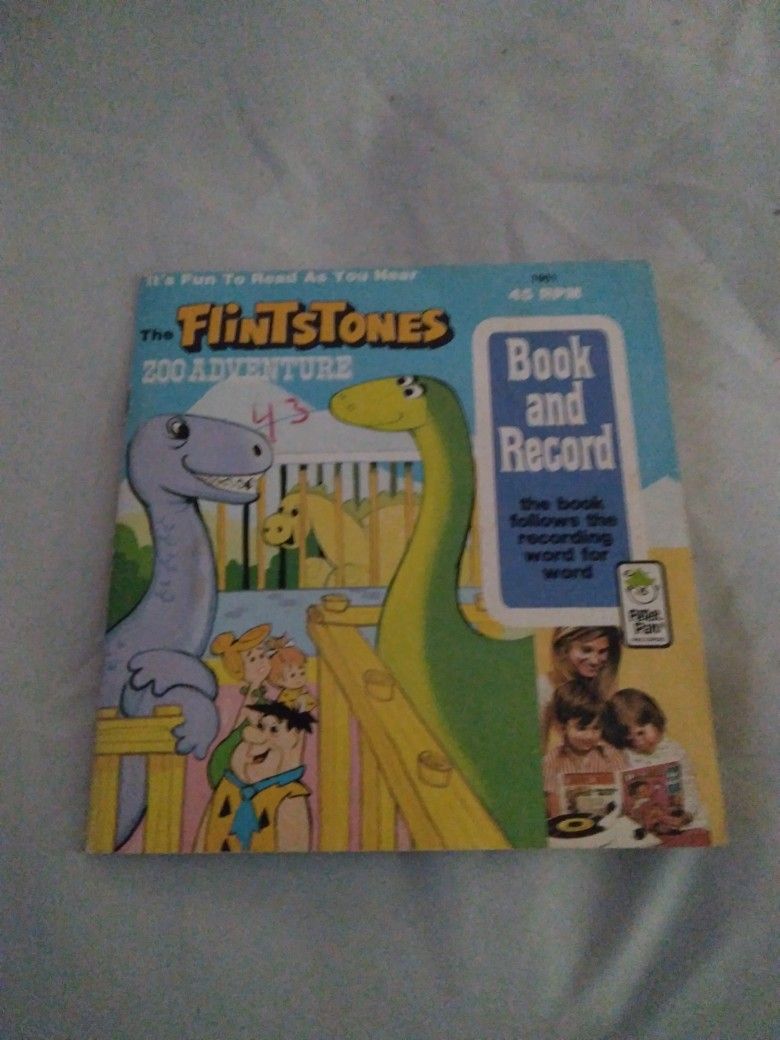 It's Fun To Read As You Hear
45 RPM
The FLINTSTONES
ZOO ADVENTURE
43
Book
and
Record
the book
follows the
recording
word for
word
Peter
Pan